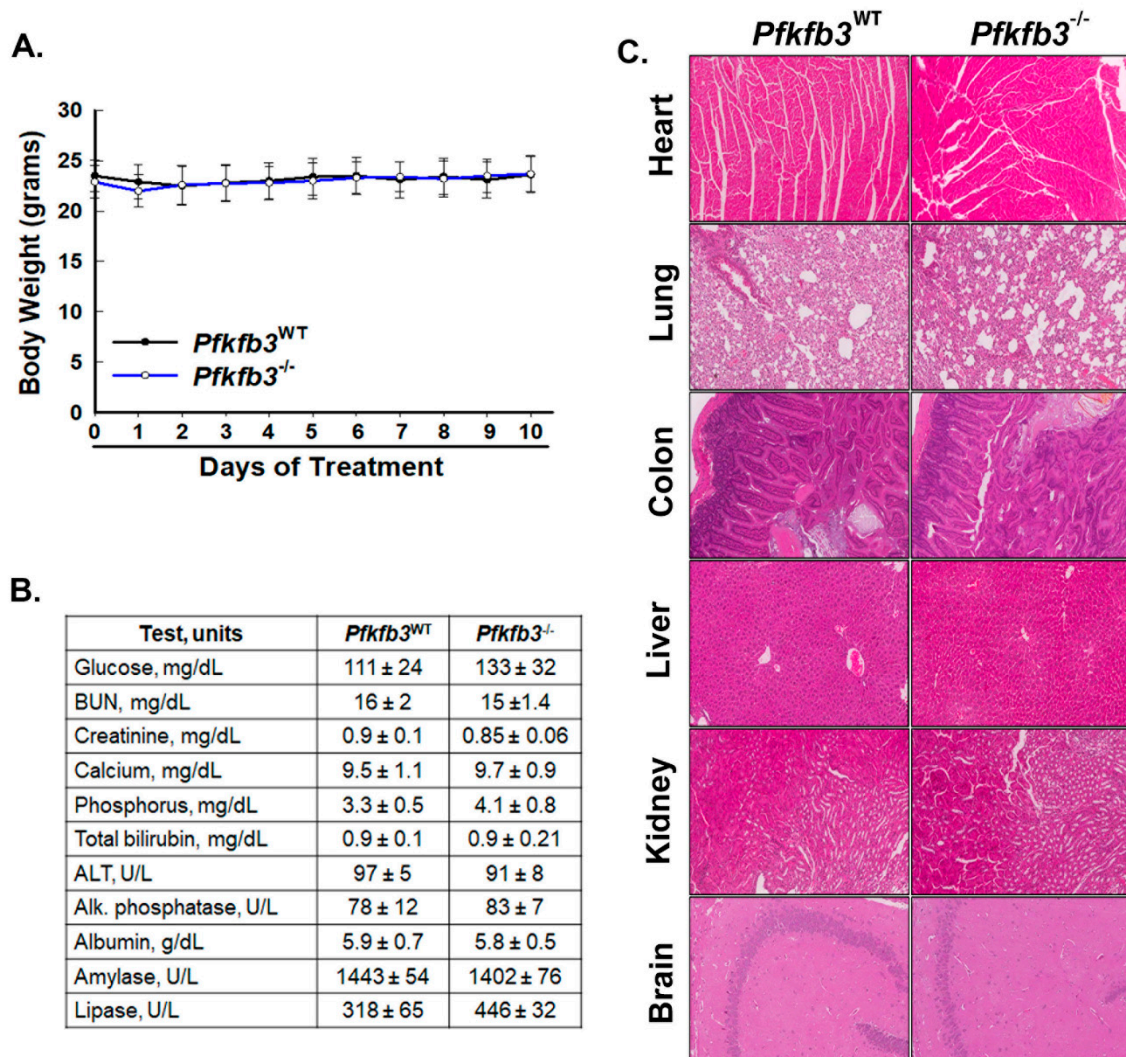 A.
Body Weight (grams)
30
25
20
15
10
5
0
Pfkfb3WT
Pfkfb3-/-
0 1 2 3 4 5 6 7 8 9 10
Days of Treatment
B.
Test, units Pfkfb3WT Pfkfb3-/-
Glucose, mg/dL 111 ± 24 133 ± 32
BUN, mg/dL 16 ± 2 15 ±1.4
Creatinine, mg/dL 0.9 ± 0.1 0.85 ± 0.06
Calcium, mg/dL 9.5 ± 1.1 9.7 ± 0.9
Phosphorus, mg/dL 3.3 ± 0.5 4.1 ± 0.8
Total bilirubin, mg/dL 0.9 ± 0.1 0.9 ± 0.21
ALT, U/L 97 ± 5 91 ± 8
Alk. phosphatase, U/L 78 ± 12 83 ± 7
Albumin, g/dL 5.9 ± 0.7 5.8 ± 0.5
Amylase, U/L 1443 ± 54 1402 ± 76
Lipase, U/L 318 ± 65 446 ± 32
C.
Pfkfb3WT Pfkfb3-/-
Heart
Lung
Colon
Liver
Kidney
Brain